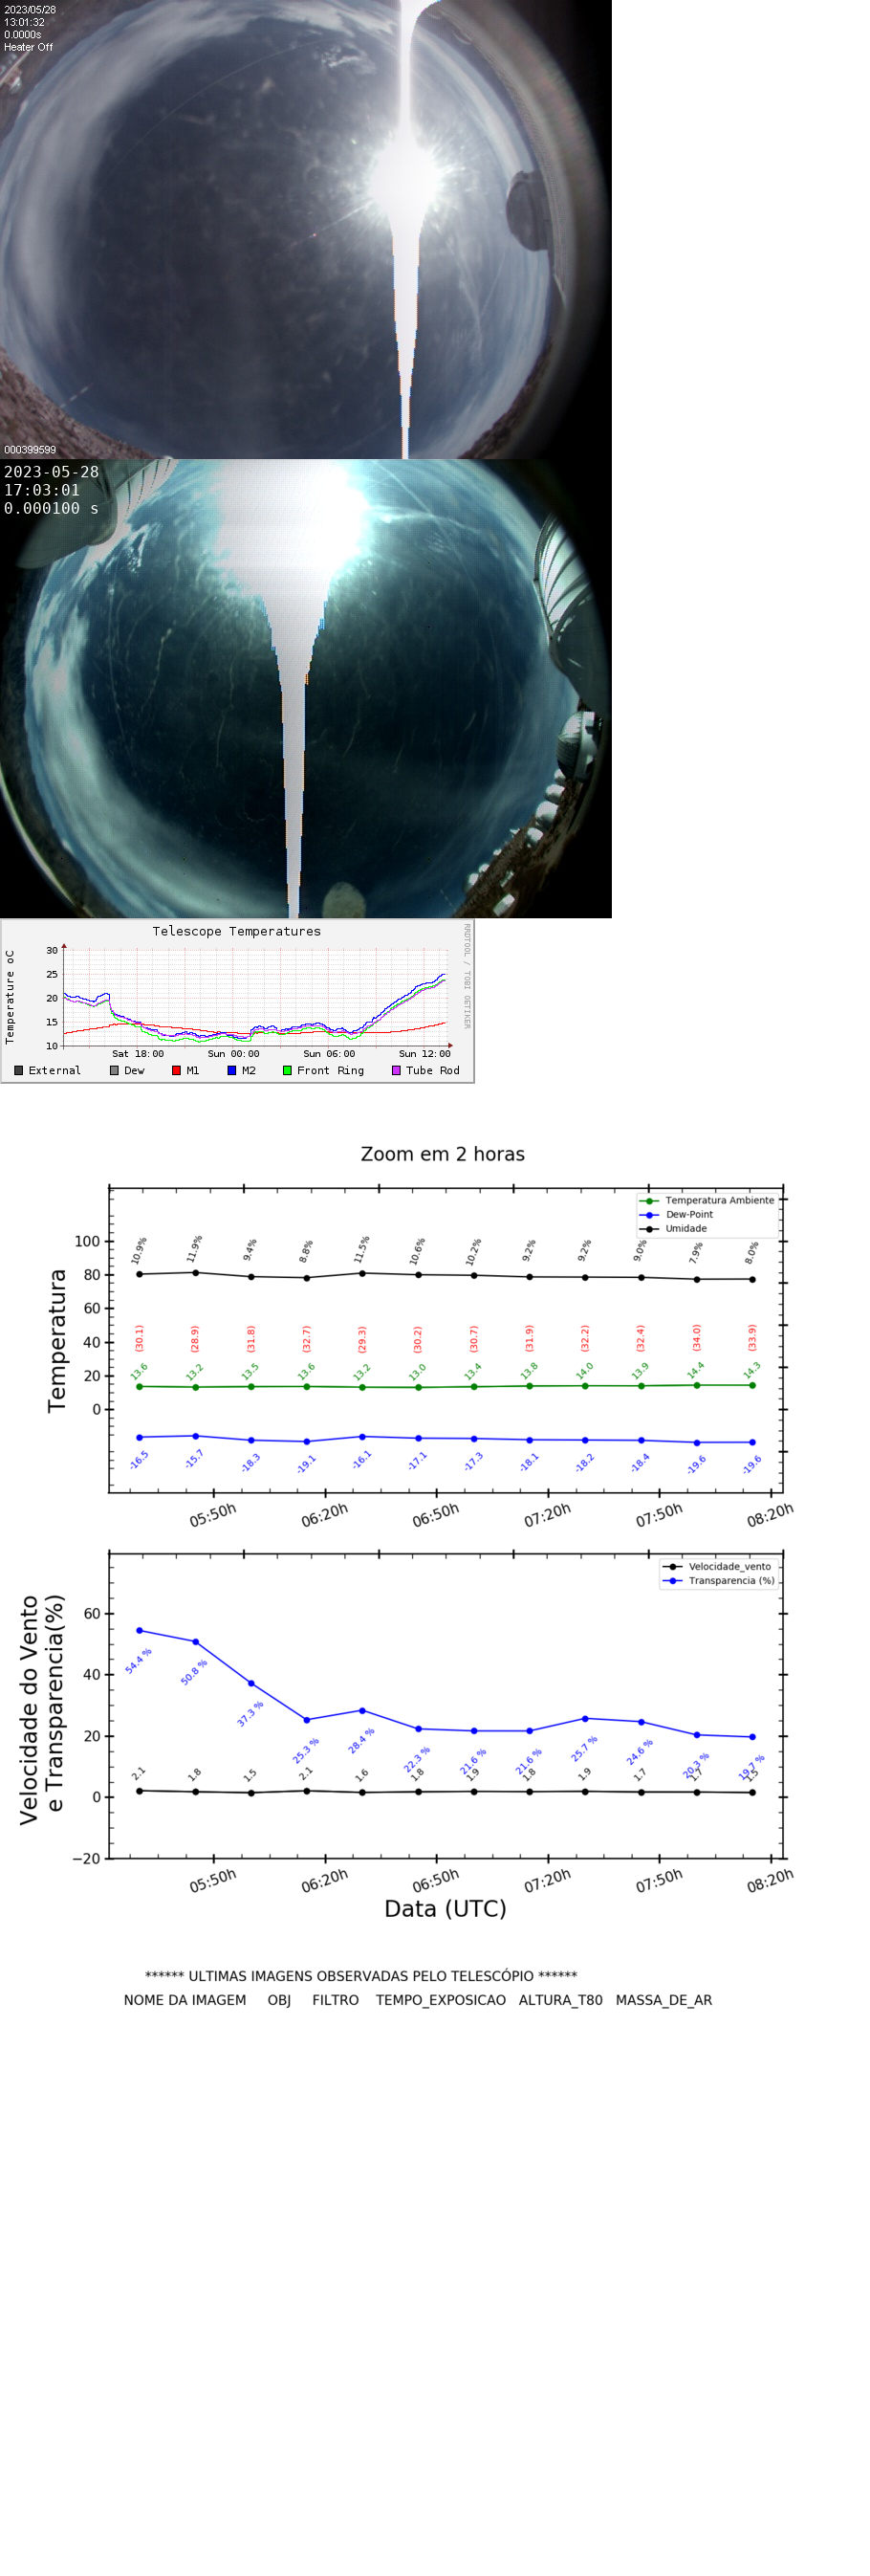 2023/05/28
13:01:32
0.0000s
Heater Off
000399599
2023-05-28
17:03:01
0.000100 s
Telescope Temperatures
RRDTOOL / TOBI OETIKER
Temperature oC
30
25
20
15
10
Sat 18:00 Sun 00:00 Sun 06:00 Sun 12:00
External Dew M1 M2 Front Ring Tube Rod
Zoom em 2 horas
Temperatura Ambiente
Dew-Point
Umidade
Temperatura
100
80
60
40
20
0
10.9% 11.9% 9.4% 8.8% 11.5% 10.6% 10.2% 9.2% 9.2% 9.0% 7.9% 8.0%
(30.1) (28.9) (31.8) (32.7) (29.3) (30.2) (30.7) (31.9) (32.2) (32.4) (34.0) (33.9)
13.6 13.2 13.5 13.6 13.2 13.0 13.4 13.8 14.0 13.9 14.4 14.3
-16.5 -15.7 -18.3 -19.1 -16.1 -17.1 -17.3 -18.1 -18.2 -18.4 -19.6 -19.6
05:50h 06:20h 06:50h 07:20h 07:50h 08:20h
Velocidade_vento
Transparencia (%)
Velocidade do Vento
e Transparencia(%)
60
40
20
0
−20
54.4 % 50.8 % 37.3 % 25.3 % 28.4 % 22.3 % 21.6 % 21.6 % 25.7 % 24.6 % 20.3 % 19.7 %
2.1 1.8 1.5 2.1 1.6 1.8 1.9 1.8 1.9 1.7 1.7 1.5
05:50h 06:20h 06:50h 07:20h 07:50h 08:20h
Data (UTC)
****** ULTIMAS IMAGENS OBSERVADAS PELO TELESCÓPIO ******
NOME DA IMAGEM OBJ FILTRO TEMPO_EXPOSICAO ALTURA_T80 MASSA_DE_AR